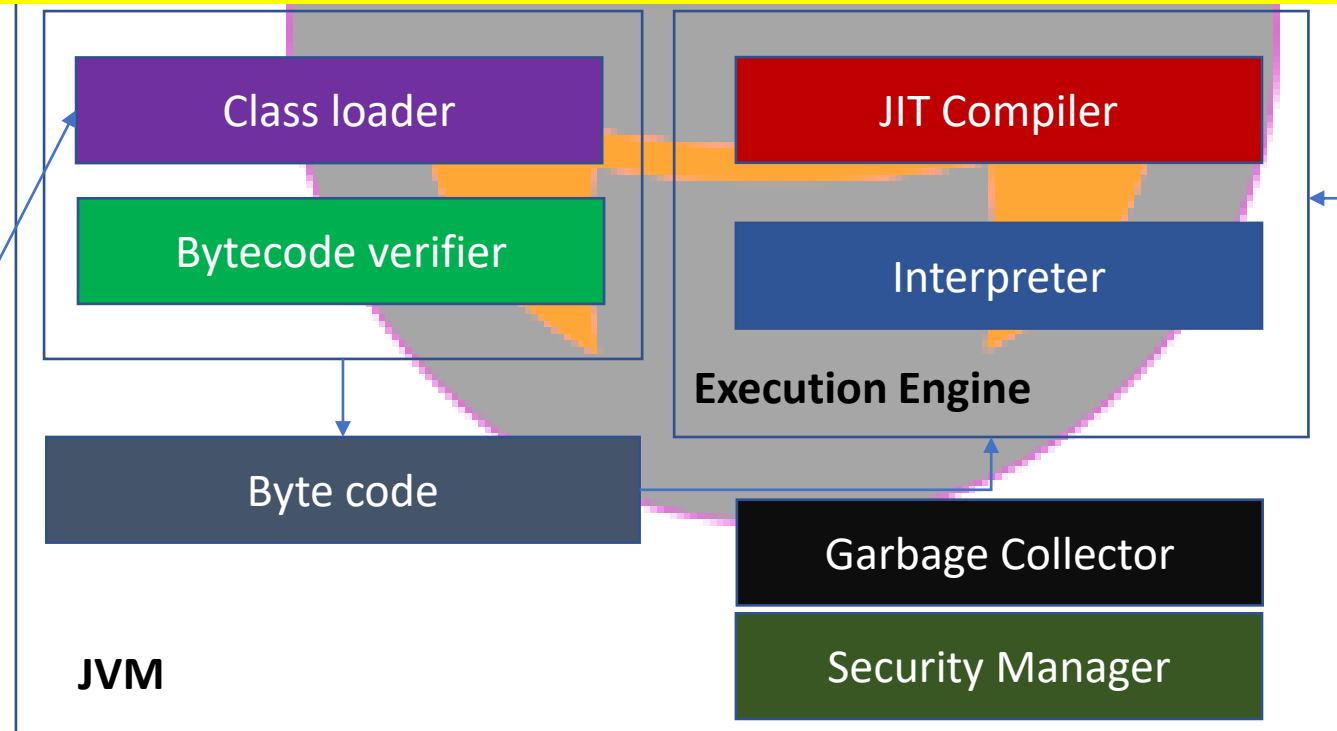 Class loader
JIT Compiler
Bytecode verifier
Interpreter
Execution Engine
Byte code
Garbage Collector
JVM
Security Manager